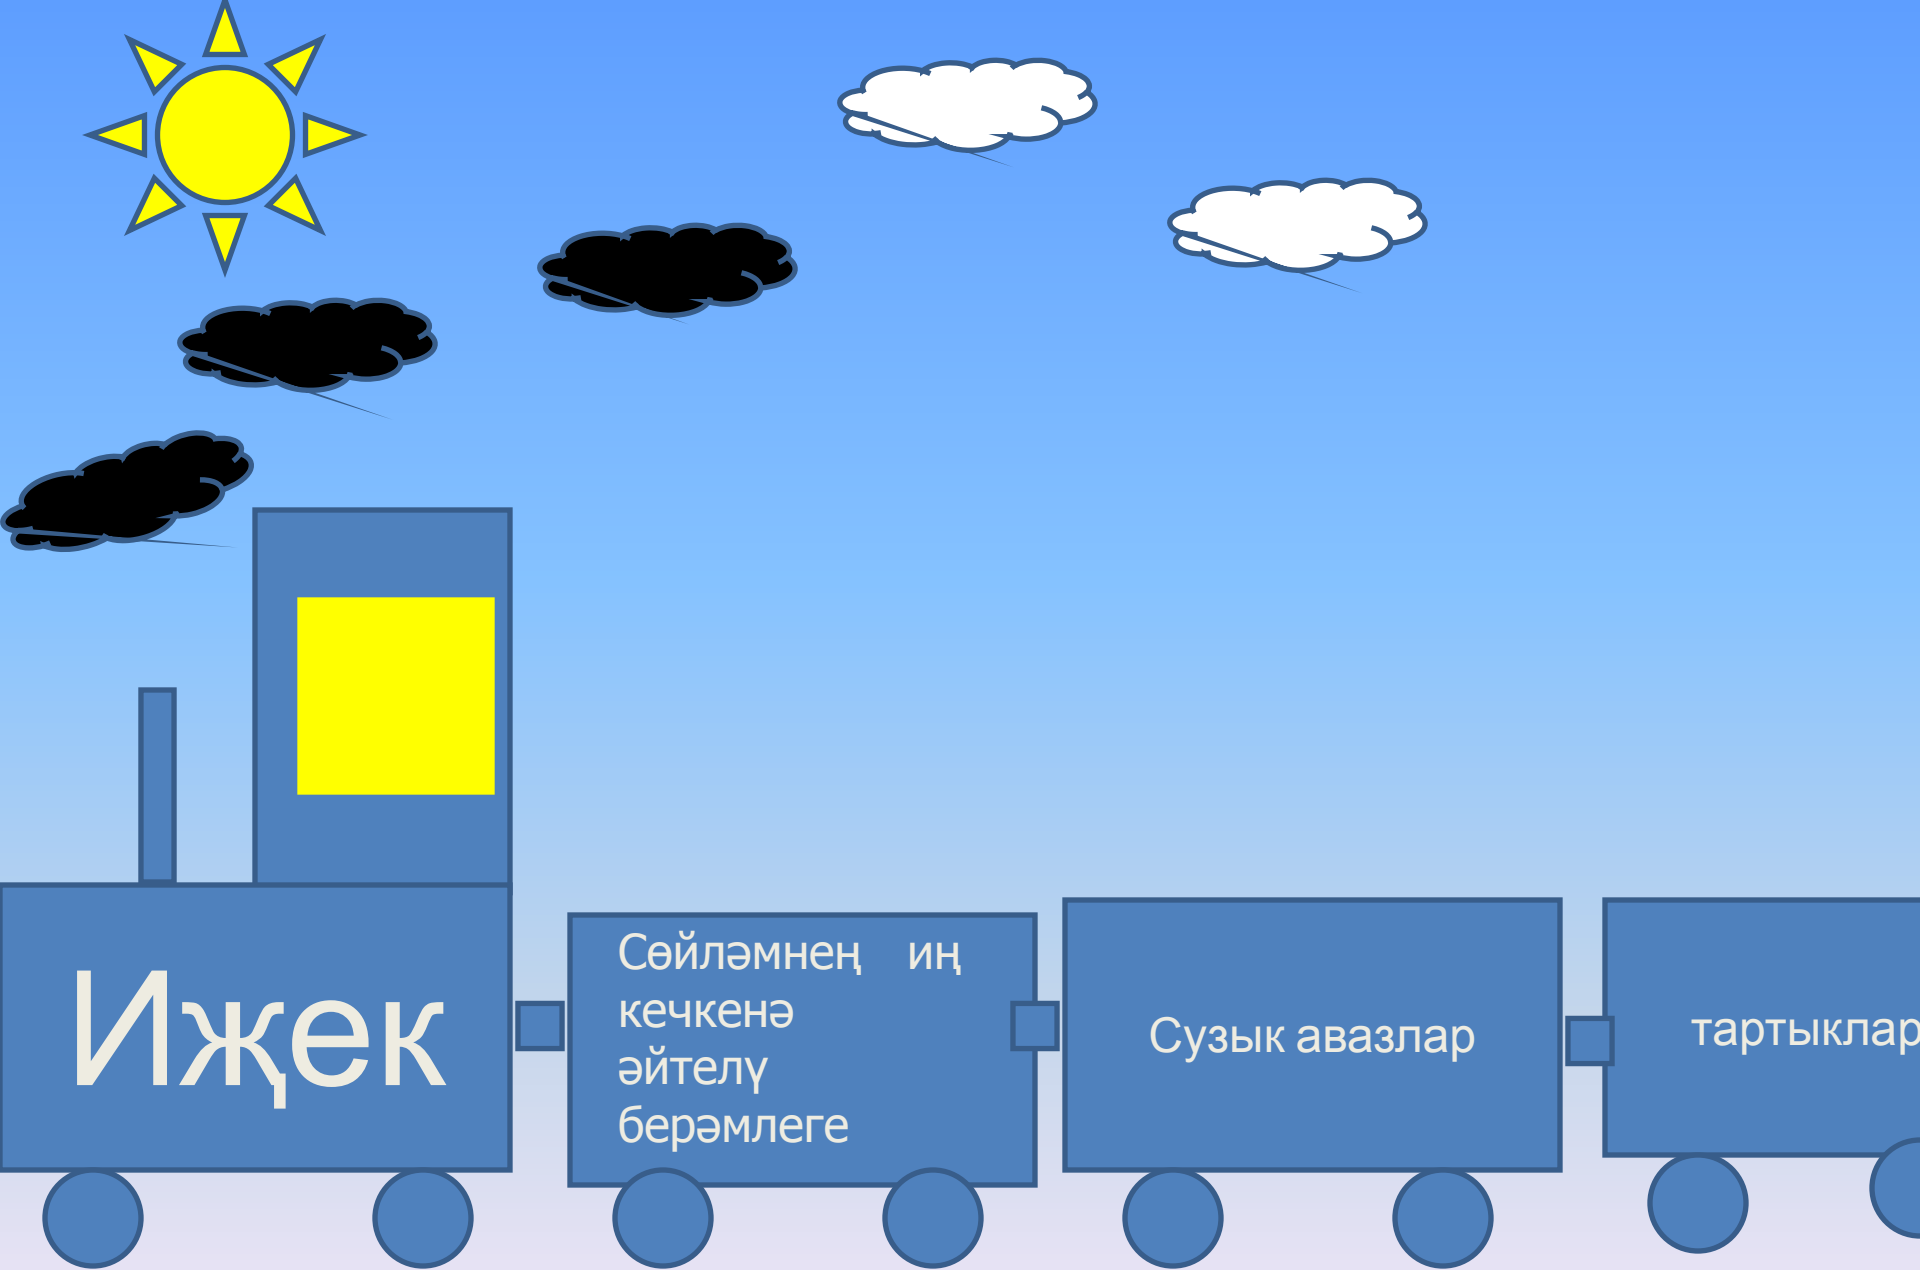 Иҗек
Сөйләмнең иң
кечкенә
әйтелү
берәмлеге
Сузык авазлар
тартыклар